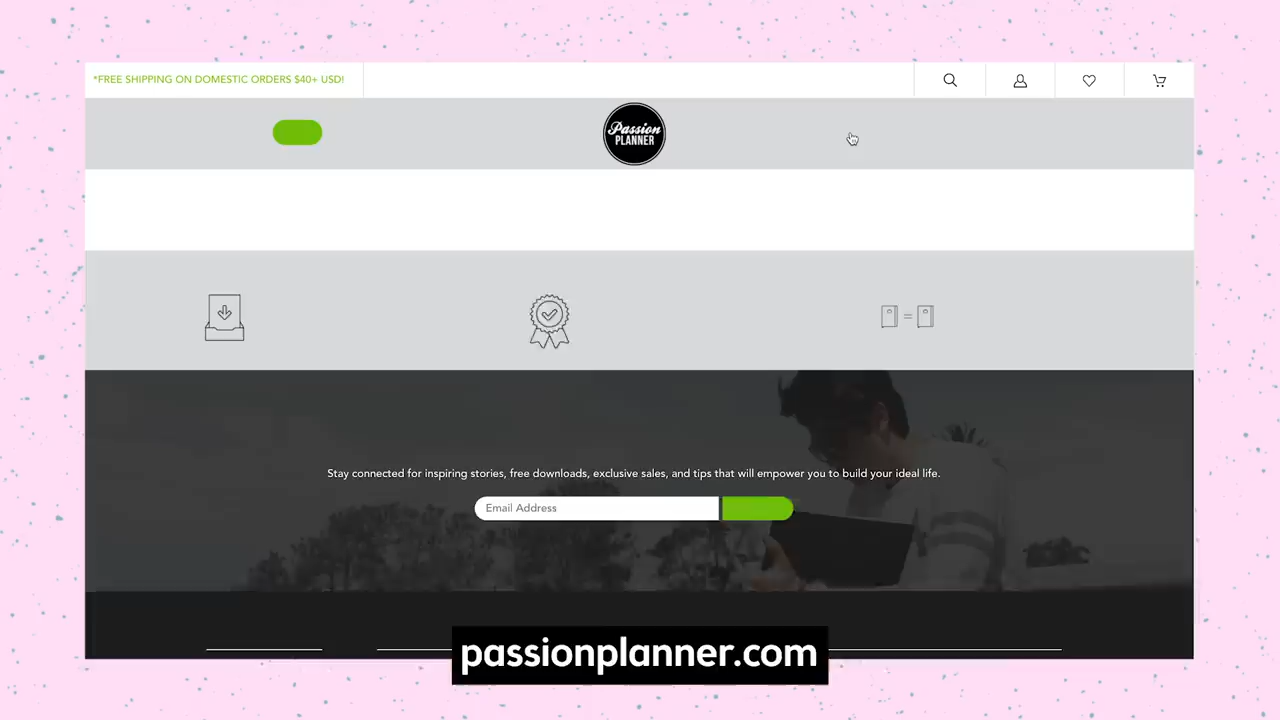 *FREE SHIPPING ON DOMESTIC ORDERS $40+ USD!
Passion
PLANNER
Stay connected for inspiring stories, free downloads, exclusive sales, and tips that will empower you to build your ideal life.
Email Address
passionplanner.com